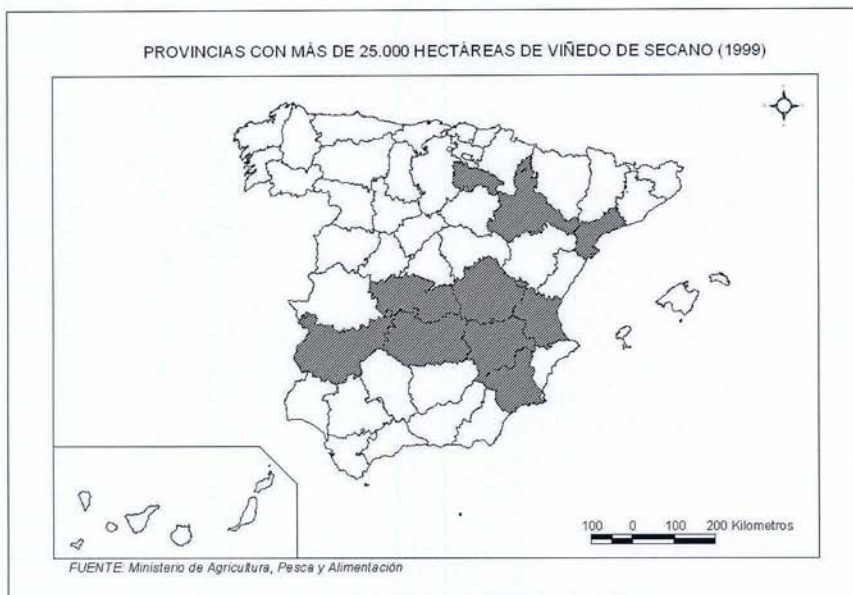 PROVINCIAS CON MÁS DE 25.000 HECTÁREAS DE VIÑEDO DE SECANO (1999)
100 0 100 200 Kilometros
FUENTE: Ministerio de Agricultura, Pesca y Alimentación